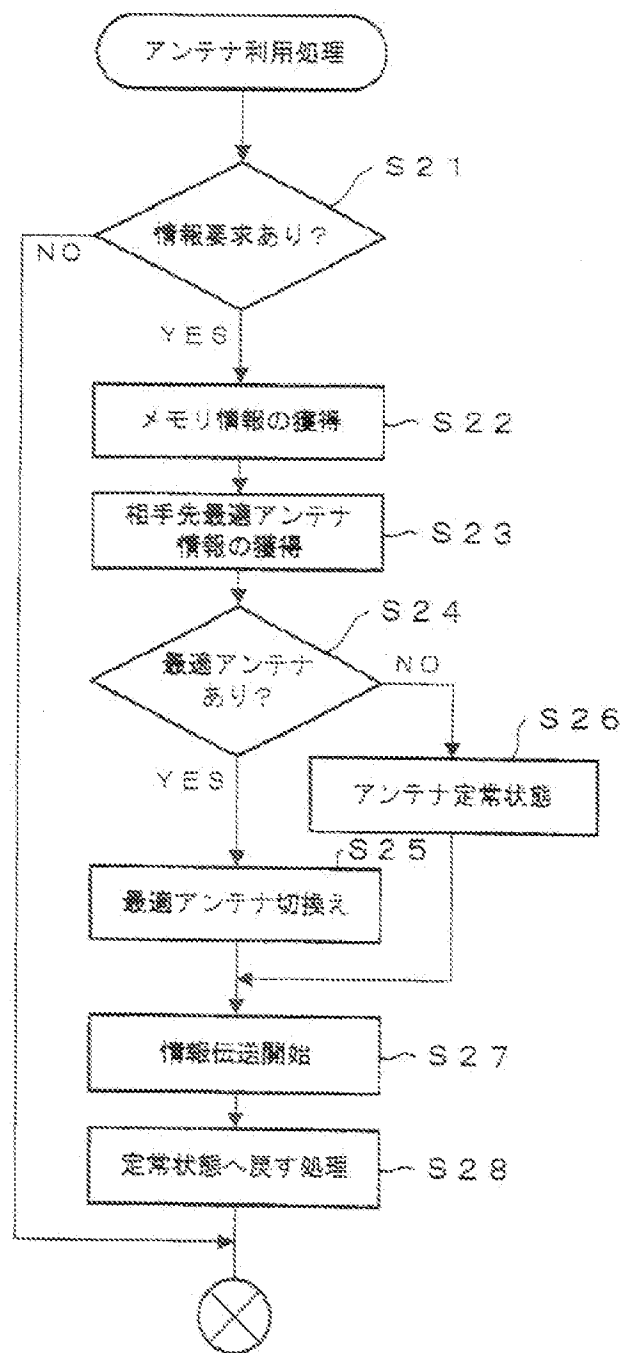 アンテナ利用処理
S21
情報要求あり?
NO
YES
メモリ情報の獲得
S22
相手先最適アンテナ
情報の獲得
S23
S24
最適アンテナ
あり?
NO
S26
YES
アンテナ定常状態
S25
最適アンテナ切換え
情報伝送開始
S27
定常状態へ戻す処理
S28